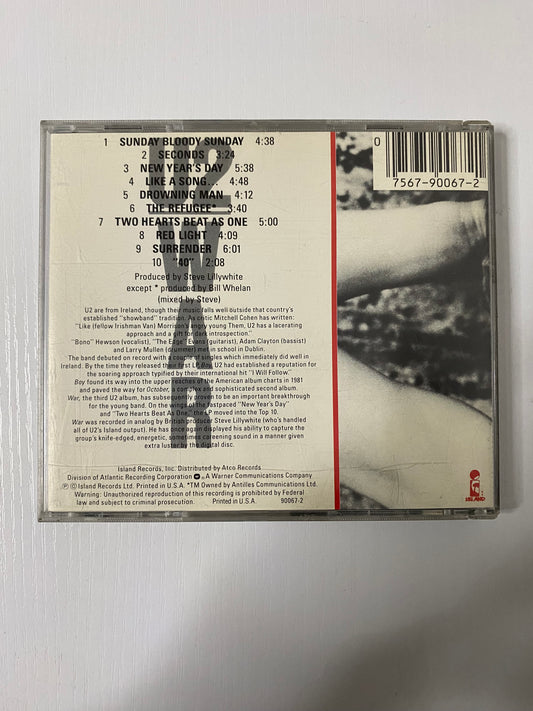 1 SUNDAY BLOODY SUNDAY 4:38
2 SECONDS 3:24
3 NEW YEAR'S DAY 5:38
4 LIKE A SONG... 4:48
5 DROWNING MAN 4:12
6 THE REFUGEE* 3:40
7 TWO HEARTS BEAT AS ONE 5:00
8 RED LIGHT 4:09
9 SURRENDER 6:01
10 "40" 2:08
Produced by Steve Lillywhite
except * produced by Bill Whelan
(mixed by Steve)
U2 are from Ireland, though their music falls well outside that country's
established "showband" tradition. As critic Mitchell Cohen has written:
"Like (fellow Irishman Van) Morrison's angry young Them, U2 has a lacerating
approach and a gift for dark introspection."
"Bono" Hewson (vocalist), "The Edge" (guitarist), Adam Clayton (bassist)
and Larry Mullen (drummer) met in school in Dublin.
The band debuted on record with a couple of singles which immediately did well in
Ireland. By the time they released their first LP, U2 had established a reputation for
the soaring approach typified by their international hit "I Will Follow."
Boy found its way into the upper reaches of the American album charts in 1981
and paved the way for October, a complex and sophisticated second album.
War, the third U2 album, has subsequently proven to be an important breakthrough
for the young band. On the wings of the fastpaced "New Year's Day"
and "Two Hearts Beat As One," the LP moved into the Top 10.
War was recorded in analog by British producer Steve Lillywhite (who's handled
all of U2's Island output). He has once again displayed his ability to capture the
group's knife-edged, energetic, sometimes careening sound in a manner given
extra luster by the digital disc.
Island Records, Inc. Distributed by Atco Records
Division of Atlantic Recording Corporation A Warner Communications Company
℗ © Island Records Ltd. Printed in U.S.A. *TM Owned by Antilles Communications Ltd.
Warning: Unauthorized reproduction of this recording is prohibited by Federal
law and subject to criminal prosecution. Printed in U.S.A. 90067-2
U2
WAR
0
7567-90067-2
ISLAND